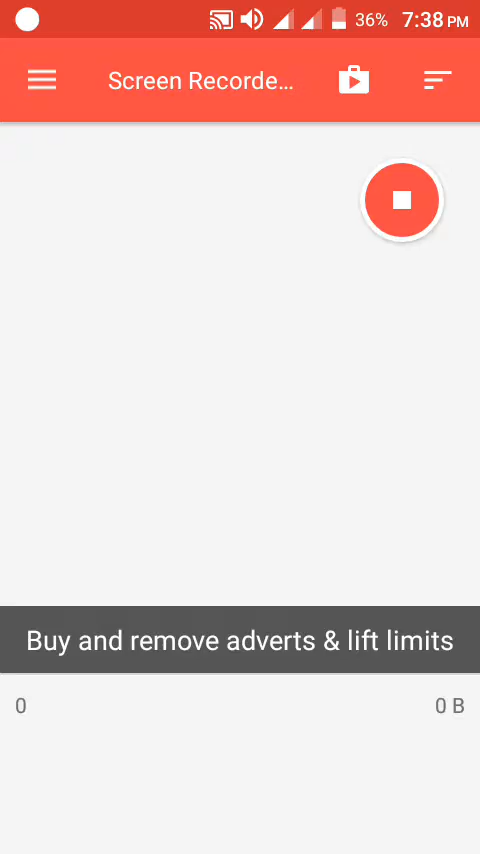 36% 7:38 PM
Screen Recorde...
Buy and remove adverts & lift limits
0 0 B